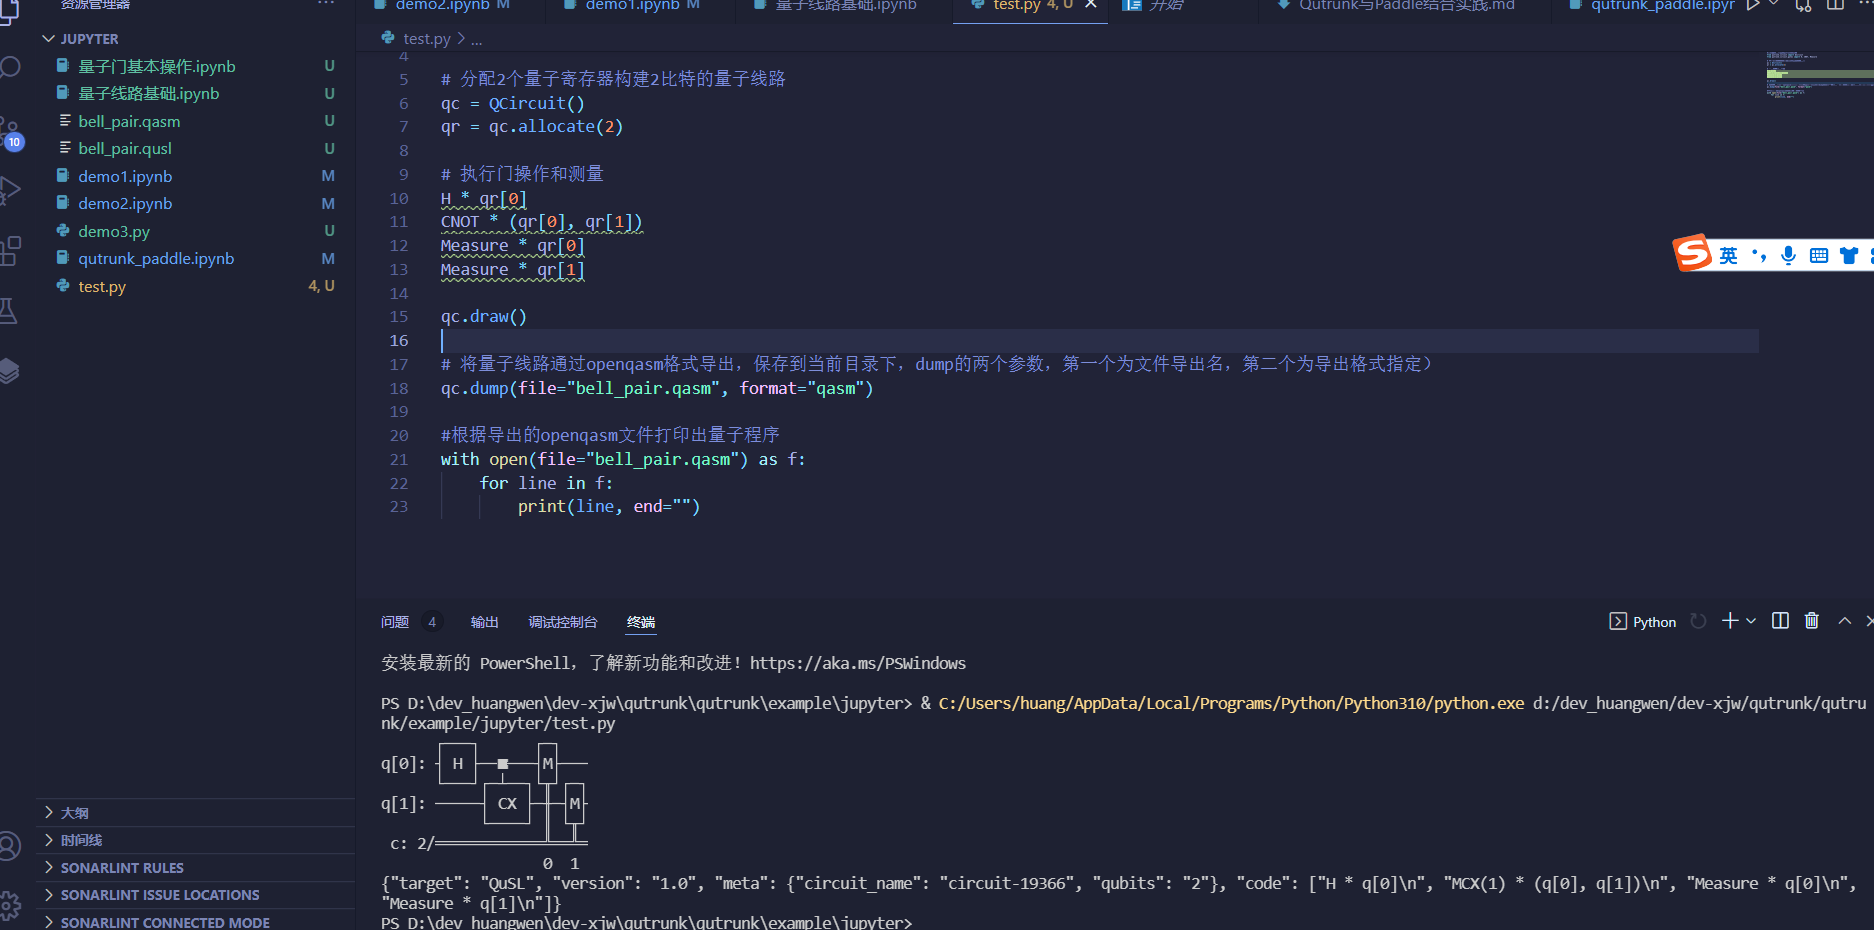 资源管理器
JUPYTER
量子门基本操作.ipynb U
量子线路基础.ipynb U
bell_pair.qasm U
bell_pair.qusl U
demo1.ipynb M
demo2.ipynb M
demo3.py U
qutrunk_paddle.ipynb M
test.py 4, U
10
大纲
时间线
SONARLINT RULES
SONARLINT ISSUE LOCATIONS
SONARLINT CONNECTED MODE
demo2.ipynb M demo1.ipynb M 量子线路基础.ipynb test.py 4, U 开始 Qutrunk与Paddle结合实践.md qutrunk_paddle.ipyr
test.py > ...
4
5 # 分配2个量子寄存器构建2比特的量子线路
6 qc = QCircuit()
7 qr = qc.allocate(2)
8
9 # 执行门操作和测量
10 H * qr[0]
11 CNOT * (qr[0], qr[1])
12 Measure * qr[0]
13 Measure * qr[1]
14
15 qc.draw()
16
17 # 将量子线路通过openqasm格式导出，保存到当前目录下，dump的两个参数，第一个为文件导出名，第二个为导出格式指定）
18 qc.dump(file="bell_pair.qasm", format="qasm")
19
20 #根据导出的openqasm文件打印出量子程序
21 with open(file="bell_pair.qasm") as f:
22 for line in f:
23 print(line, end="")
S 英
问题 4 输出 调试控制台 终端 Python
安装最新的 PowerShell，了解新功能和改进！https://aka.ms/PSWindows
PS D:\dev_huangwen\dev-xjw\qutrunk\qutrunk\example\jupyter> & C:/Users/huang/AppData/Local/Programs/Python/Python310/python.exe d:/dev_huangwen/dev-xjw/qutrunk/qutru
nk/example/jupyter/test.py
q[0]: H M
q[1]: CX M
c: 2/
0 1
{"target": "QuSL", "version": "1.0", "meta": {"circuit_name": "circuit-19366", "qubits": "2"}, "code": ["H * q[0]\n", "MCX(1) * (q[0], q[1])\n", "Measure * q[0]\n",
"Measure * q[1]\n"]}
PS D:\dev_huangwen\dev-xjw\qutrunk\qutrunk\example\jupyter>